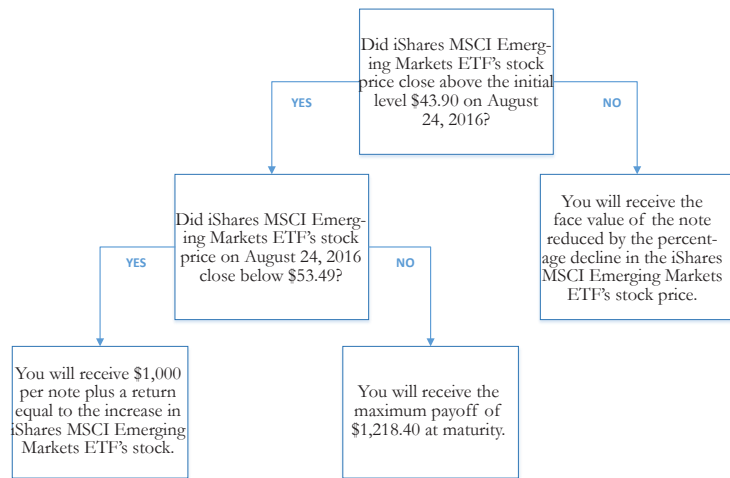 Did iShares MSCI Emerg-
ing Markets ETF's stock
price close above the initial
level $43.90 on August
24, 2016?
YES
NO
Did iShares MSCI Emerg-
ing Markets ETF's stock
price on August 24, 2016
close below $53.49?
You will receive the
face value of the note
reduced by the percent-
age decline in the iShares
MSCI Emerging Markets
ETF's stock price.
YES
NO
You will receive $1,000
per note plus a return
equal to the increase in
iShares MSCI Emerging
Markets ETF's stock.
You will receive the
maximum payoff of
$1,218.40 at maturity.